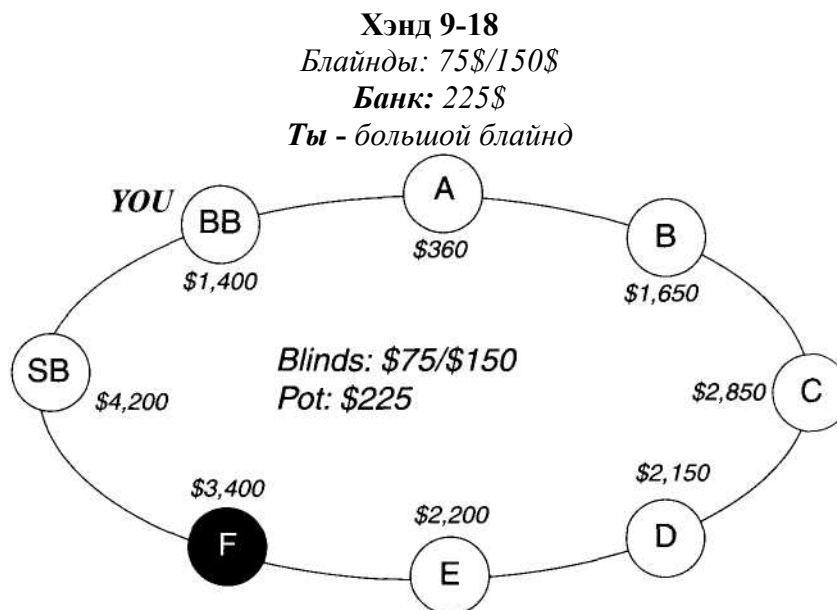 Хэнд 9-18
Блайнды: 75$/150$
Банк: 225$
Ты - большой блайнд
YOU
BB
$1,400
A
$360
B
$1,650
SB
$4,200
Blinds: $75/$150
Pot: $225
$2,850
C
$3,400
F
$2,200
E
$2,150
D